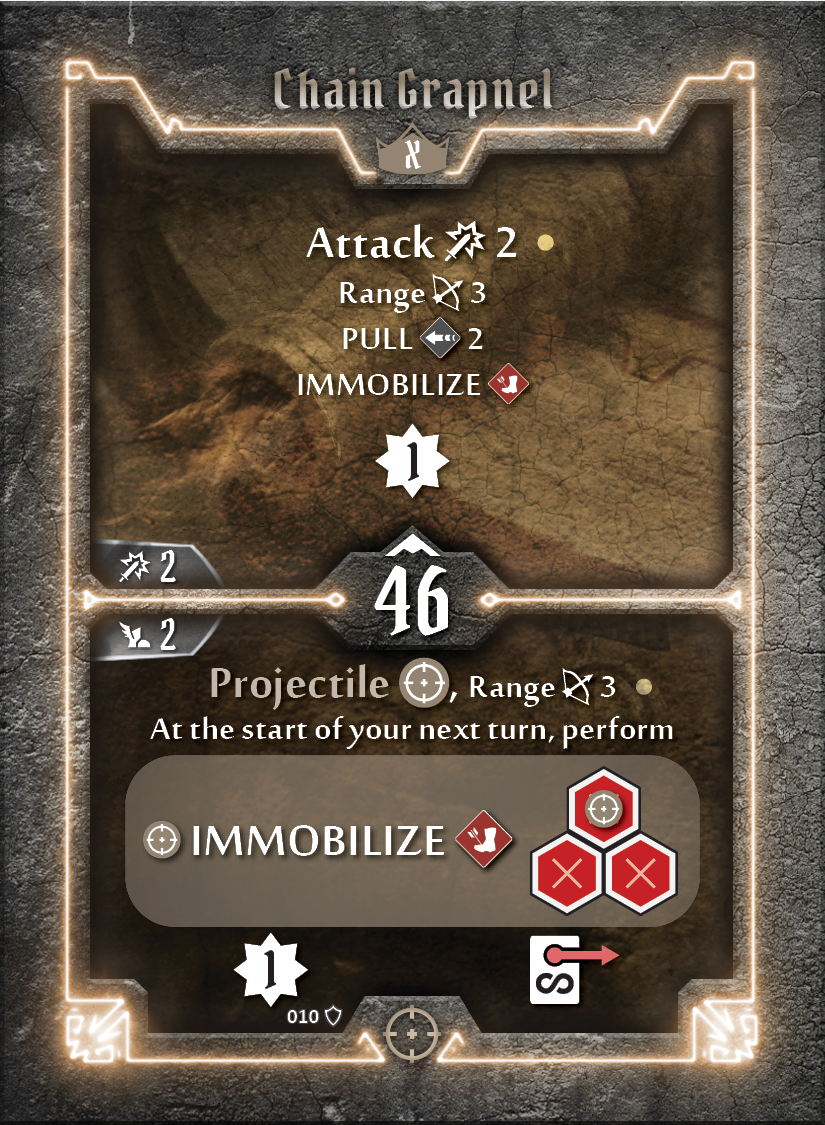 Chain Grapnel
X
Attack 2
Range 3
PULL 2
IMMOBILIZE
1
2
46
2
Projectile , Range 3
At the start of your next turn, perform
IMMOBILIZE
1
010